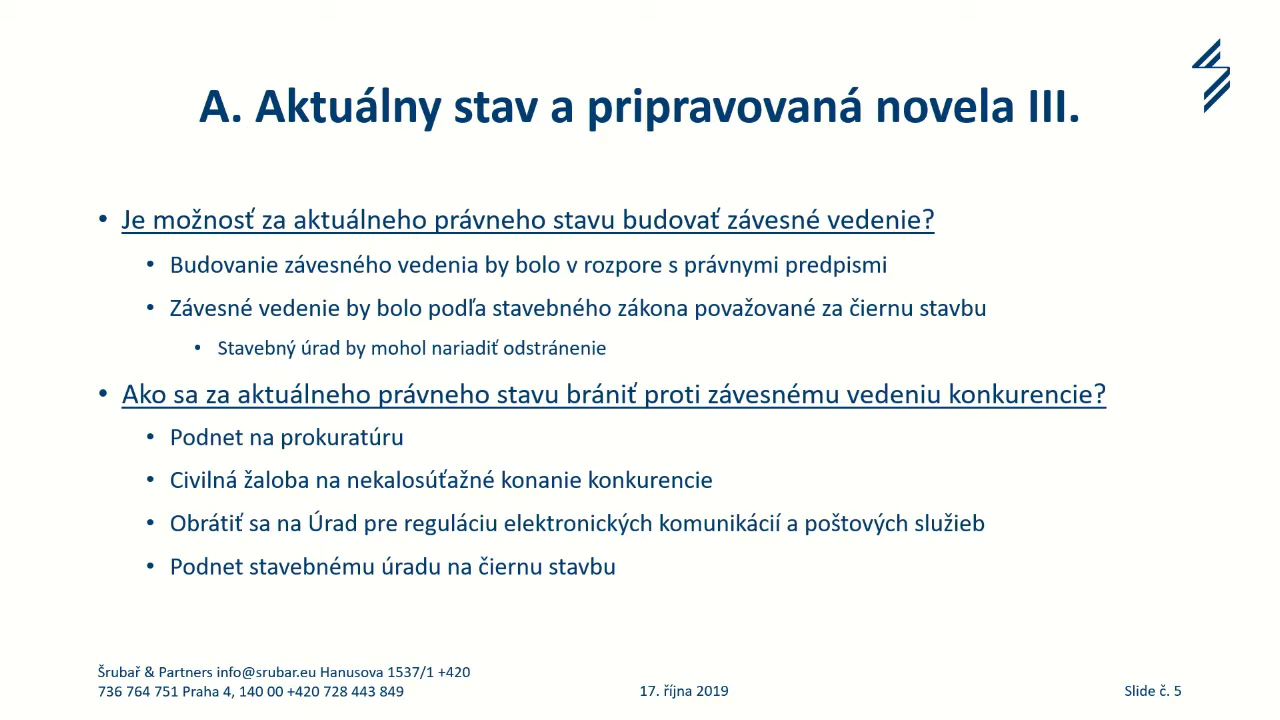 A. Aktuálny stav a pripravovaná novela III.
• Je možnosť za aktuálneho právneho stavu budovať závesné vedenie?
• Budovanie závesného vedenia by bolo v rozpore s právnymi predpismi
• Závesné vedenie by bolo podľa stavebného zákona považované za čiernu stavbu
• Stavebný úrad by mohol nariadiť odstránenie
• Ako sa za aktuálneho právneho stavu brániť proti závesnému vedeniu konkurencie?
• Podnet na prokuratúru
• Civilná žaloba na nekalosúťažné konanie konkurencie
• Obrátiť sa na Úrad pre reguláciu elektronických komunikácií a poštových služieb
• Podnet stavebnému úradu na čiernu stavbu
Šrubař & Partners info@srubar.eu Hanusova 1537/1 +420
736 764 751 Praha 4, 140 00 +420 728 443 849
17. října 2019
Slide č. 5